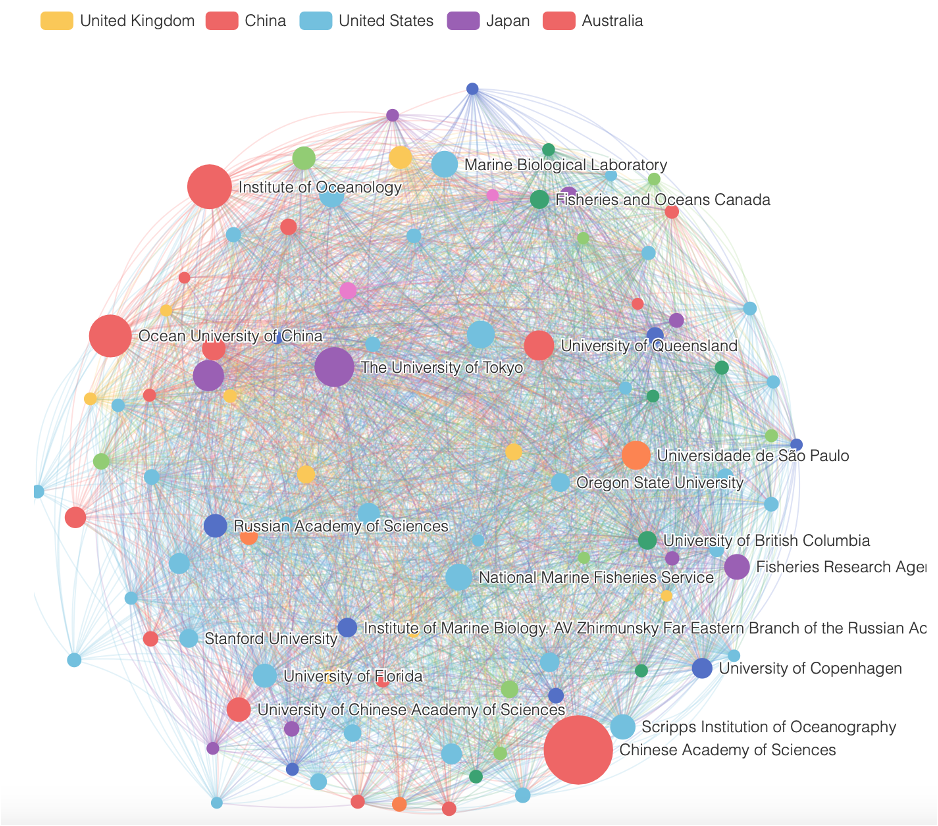 United Kingdom
China
United States
Japan
Australia
Marine Biological Laboratory
Institute of Oceanology
Fisheries and Oceans Canada
Ocean University of China
University of Queensland
The University of Tokyo
Universidade de São Paulo
Oregon State University
Russian Academy of Sciences
University of British Columbia
Fisheries Research Agen
National Marine Fisheries Service
Institute of Marine Biology. AV Zhirmunsky Far Eastern Branch of the Russian Ac
Stanford University
University of Copenhagen
University of Florida
University of Chinese Academy of Sciences
Scripps Institution of Oceanography
Chinese Academy of Sciences